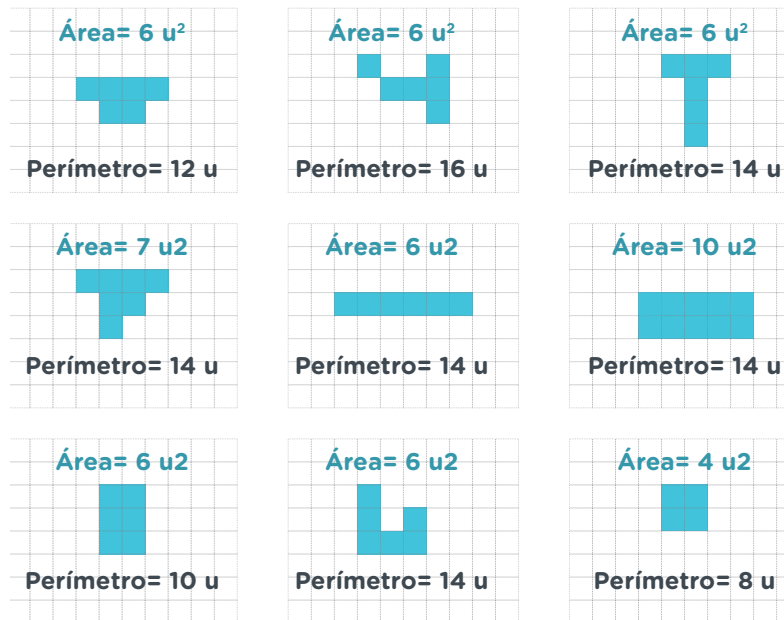 Área= 6 u²
Perímetro= 12 u
Área= 6 u²
Perímetro= 16 u
Área= 6 u²
Perímetro= 14 u
Área= 7 u2
Perímetro= 14 u
Área= 6 u2
Perímetro= 14 u
Área= 10 u2
Perímetro= 14 u
Área= 6 u2
Perímetro= 10 u
Área= 6 u2
Perímetro= 14 u
Área= 4 u2
Perímetro= 8 u